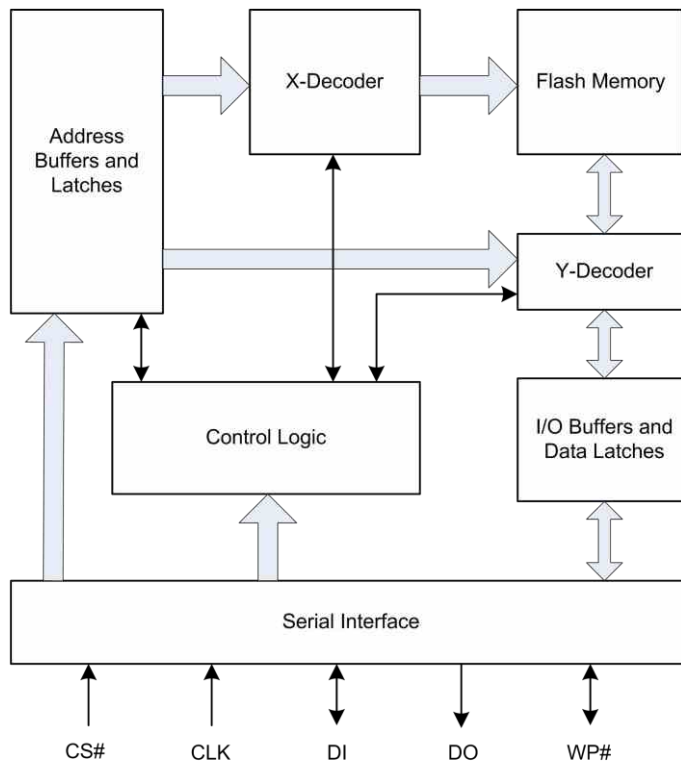 Address
Buffers and
Latches
X-Decoder
Flash Memory
Y-Decoder
Control Logic
I/O Buffers and
Data Latches
Serial Interface
CS#
CLK
DI
DO
WP#